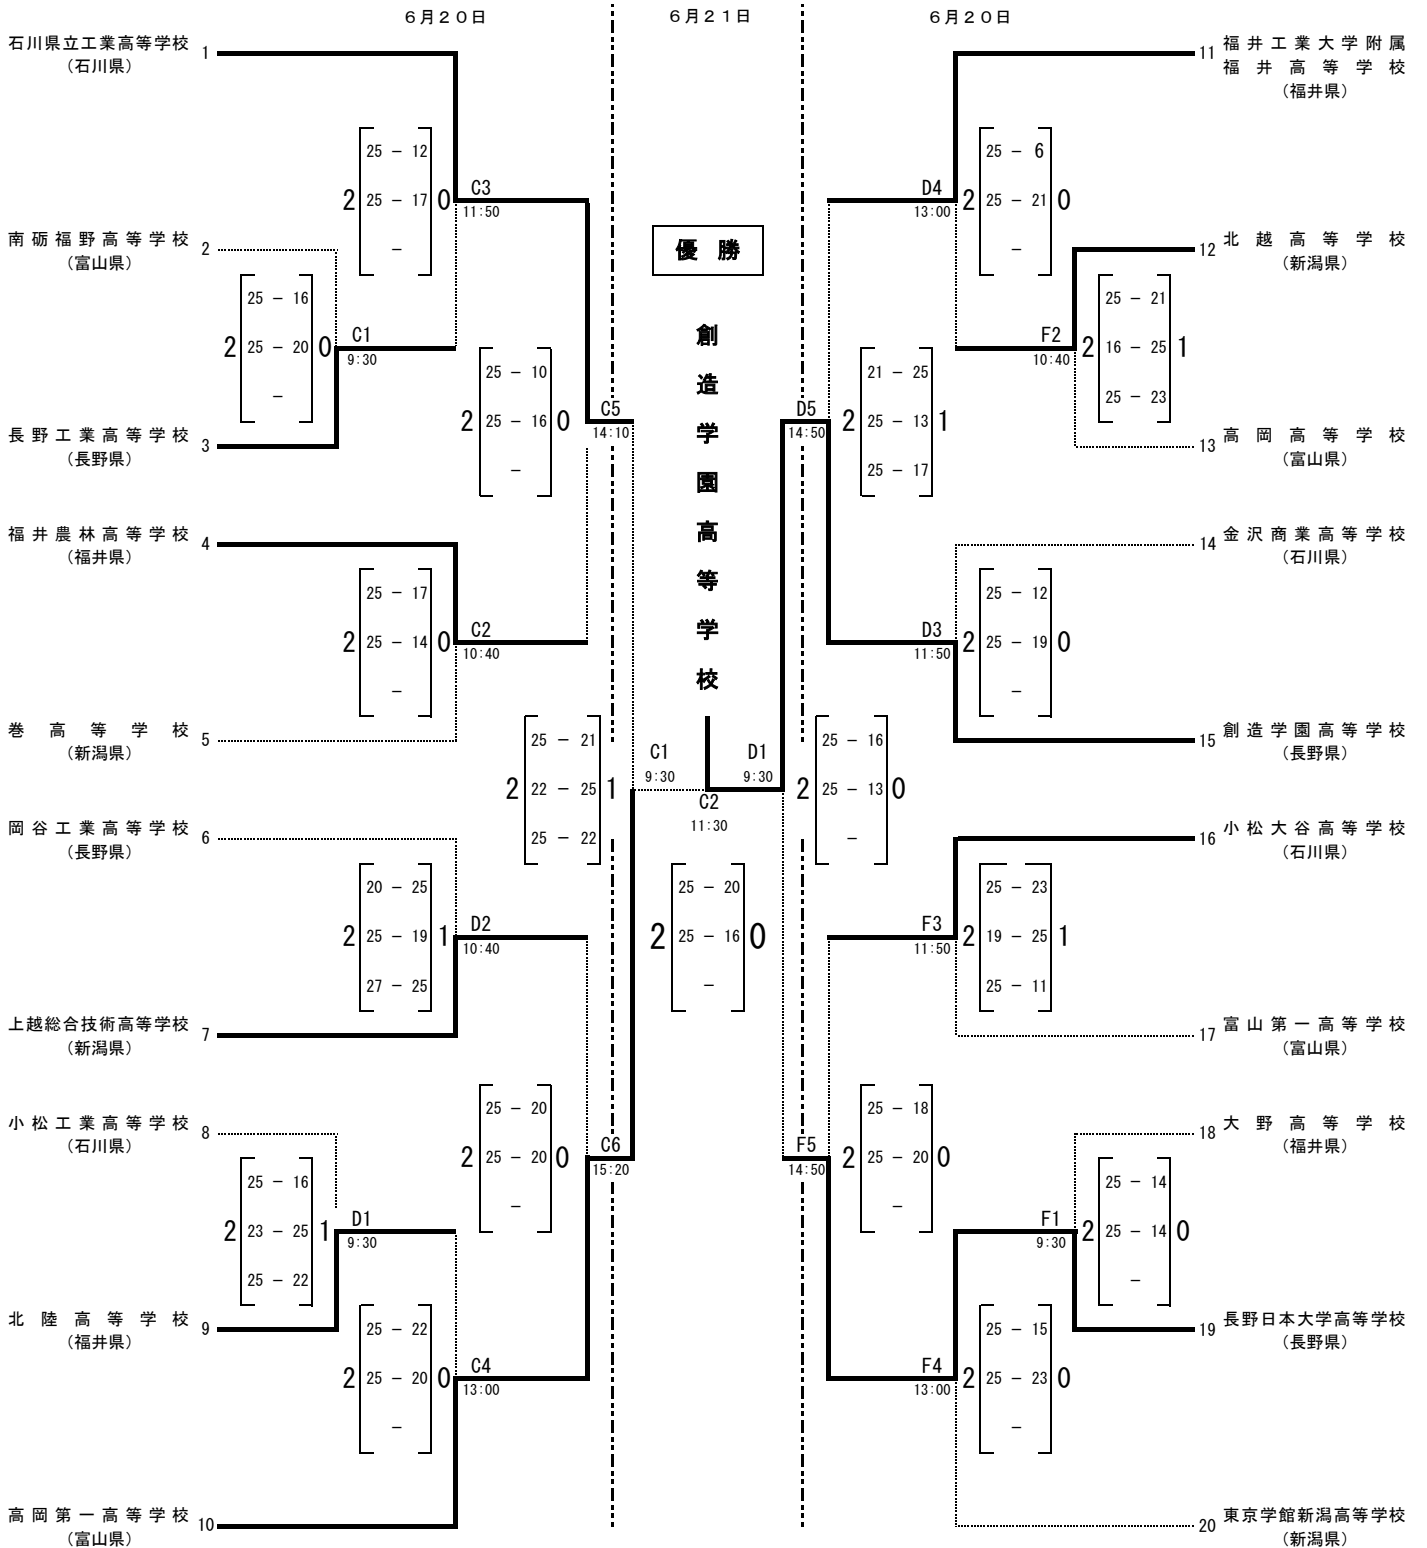 ６月２０日
６月２１日
６月２０日
石川県立工業高等学校
1
（石川県）
25 － 12
2
25 － 17
0
－
C3
11:50
南砺福野高等学校
2
（富山県）
25 － 16
2
25 － 20
0
－
C1
9:30
長野工業高等学校
3
（長野県）
25 － 10
2
25 － 16
0
－
C5
14:10
福井農林高等学校
4
（福井県）
25 － 17
2
25 － 14
0
－
C2
10:40
巻高等学校
5
（新潟県）
25 － 21
2
22 － 25
1
25 － 22
岡谷工業高等学校
6
（長野県）
20 － 25
2
25 － 19
1
27 － 25
D2
10:40
上越総合技術高等学校
7
（新潟県）
25 － 20
2
25 － 20
0
－
C6
15:20
小松工業高等学校
8
（石川県）
25 － 16
2
23 － 25
1
25 － 22
D1
9:30
北陸高等学校
9
（福井県）
25 － 22
2
25 － 20
0
－
C4
13:00
高岡第一高等学校
10
（富山県）
優　勝
創
造
学
園
高
等
学
校
C1
9:30
D1
9:30
C2
11:30
25 － 20
2
25 － 16
0
－
11
福井工業大学附属
福井高等学校
（福井県）
25 － 6
D4
13:00
2
25 － 21
0
－
12
北越高等学校
（新潟県）
25 － 21
F2
10:40
2
16 － 25
1
25 － 23
13
高岡高等学校
（富山県）
21 － 25
D5
14:50
2
25 － 13
1
25 － 17
14
金沢商業高等学校
（石川県）
25 － 12
D3
11:50
2
25 － 19
0
－
15
創造学園高等学校
（長野県）
25 － 16
2
25 － 13
0
－
16
小松大谷高等学校
（石川県）
25 － 23
F3
11:50
2
19 － 25
1
25 － 11
17
富山第一高等学校
（富山県）
25 － 18
F5
14:50
2
25 － 20
0
－
18
大野高等学校
（福井県）
25 － 14
F1
9:30
2
25 － 14
0
－
19
長野日本大学高等学校
（長野県）
25 － 15
F4
13:00
2
25 － 23
0
－
20
東京学館新潟高等学校
（新潟県）